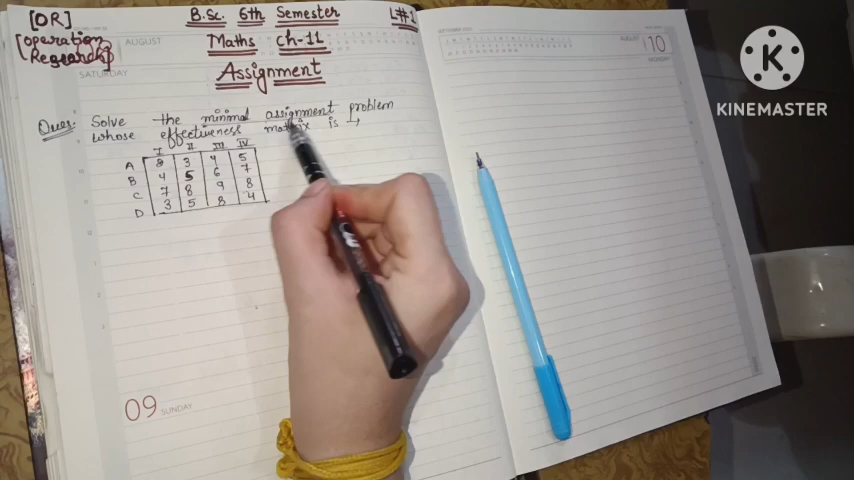 [OR]
[Operation
Research]
B.Sc. 6th Semester
L#1
Maths Ch-11
Assignment
AUGUST
SATURDAY
Ques: Solve the minimal assignment problem
whose effectiveness matrix is →
I II III IV
A 2 3 4 5
B 4 5 6 7
C 7 8 9 8
D 3 5 8 4
09 SUNDAY
AUGUST 10
MONDAY
K
KINEMASTER